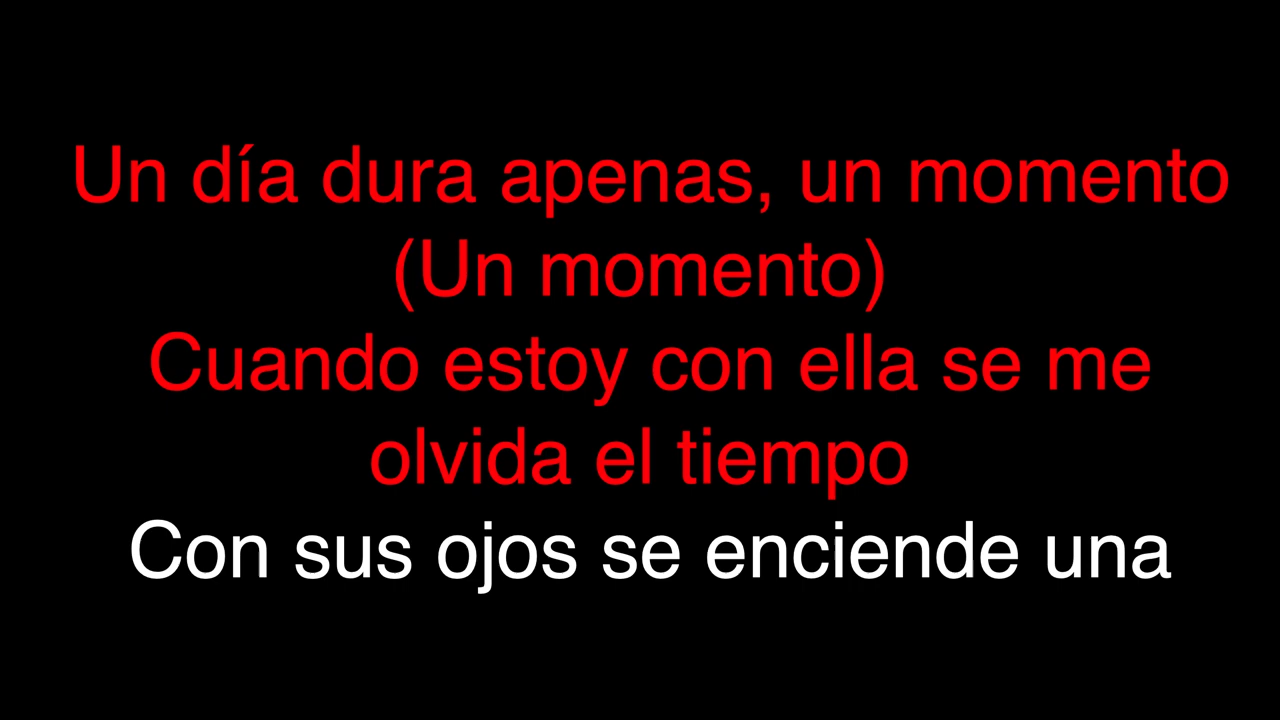 Un día dura apenas, un momento
(Un momento)
Cuando estoy con ella se me
olvida el tiempo
Con sus ojos se enciende una